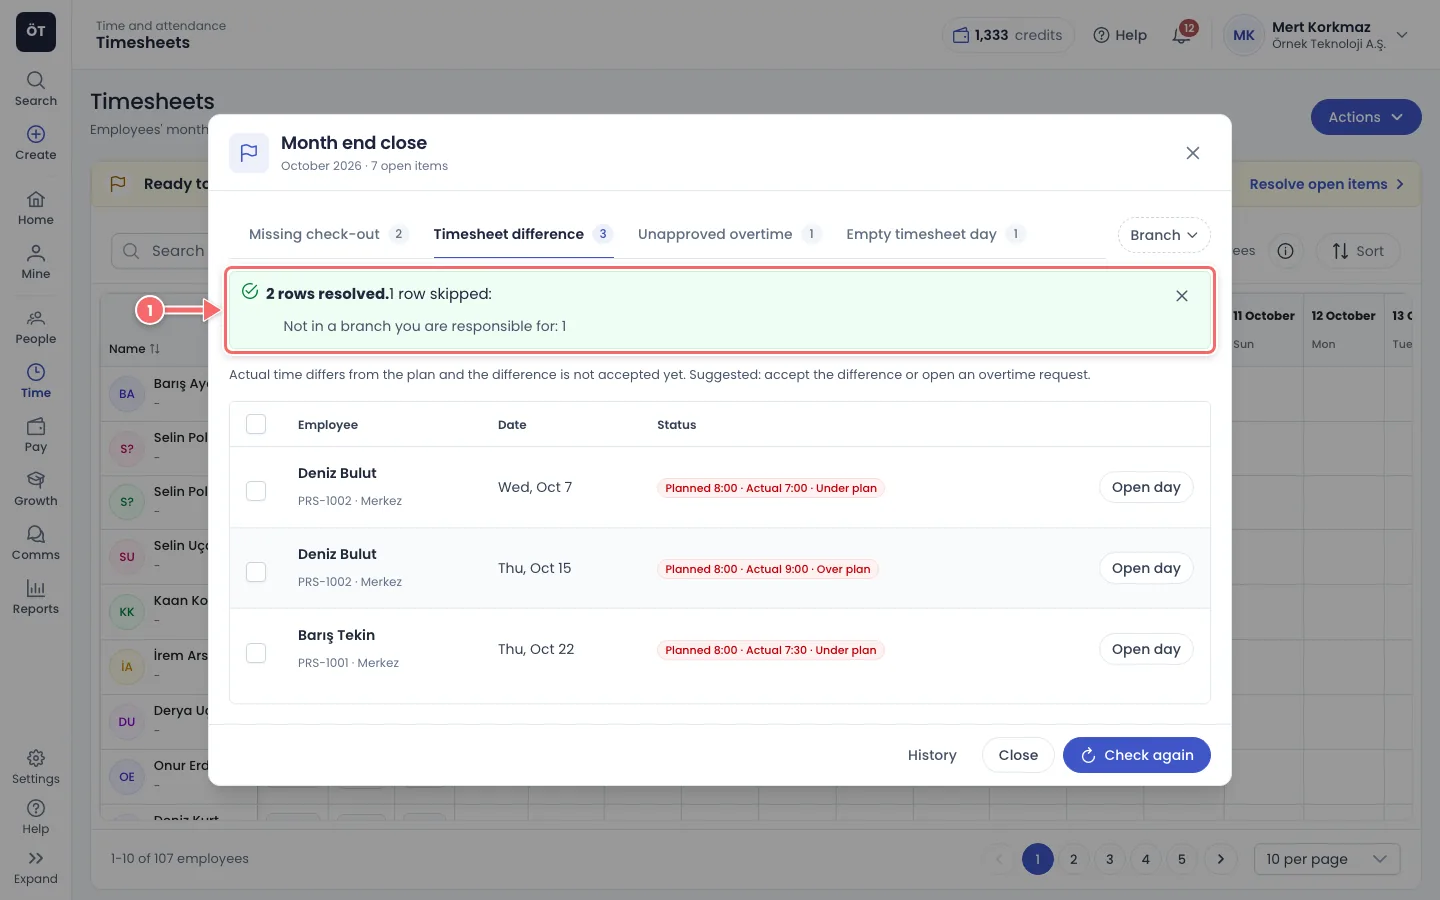 ÖT
Time and attendance
Timesheets
1,333 credits
Help
12
MK
Mert Korkmaz
Örnek Teknoloji A.Ş.
Search
Create
Home
Mine
People
Time
Pay
Growth
Comms
Reports
Settings
Help
Expand
Timesheets
Employees' month
Actions
Ready to
Resolve open items
Search
Sort
Name
11 October
Sun
12 October
Mon
Tue
BA
Barış
-
S?
Selin
-
S?
Selin
-
SU
Selin
-
KK
Kaan
-
İA
İrem
-
DU
Derya
-
OE
Onur
-
Deniz Kurt
Month end close
October 2026 · 7 open items
Missing check-out 2
Timesheet difference 3
Unapproved overtime 1
Empty timesheet day 1
Branch
1
2 rows resolved.1 row skipped:
Not in a branch you are responsible for: 1
Actual time differs from the plan and the difference is not accepted yet. Suggested: accept the difference or open an overtime request.
Employee Date Status
Deniz Bulut
PRS-1002 · Merkez
Wed, Oct 7
Planned 8:00 · Actual 7:00 · Under plan
Open day
Deniz Bulut
PRS-1002 · Merkez
Thu, Oct 15
Planned 8:00 · Actual 9:00 · Over plan
Open day
Barış Tekin
PRS-1001 · Merkez
Thu, Oct 22
Planned 8:00 · Actual 7:30 · Under plan
Open day
History
Close
Check again
1-10 of 107 employees
1 2 3 4 5
10 per page